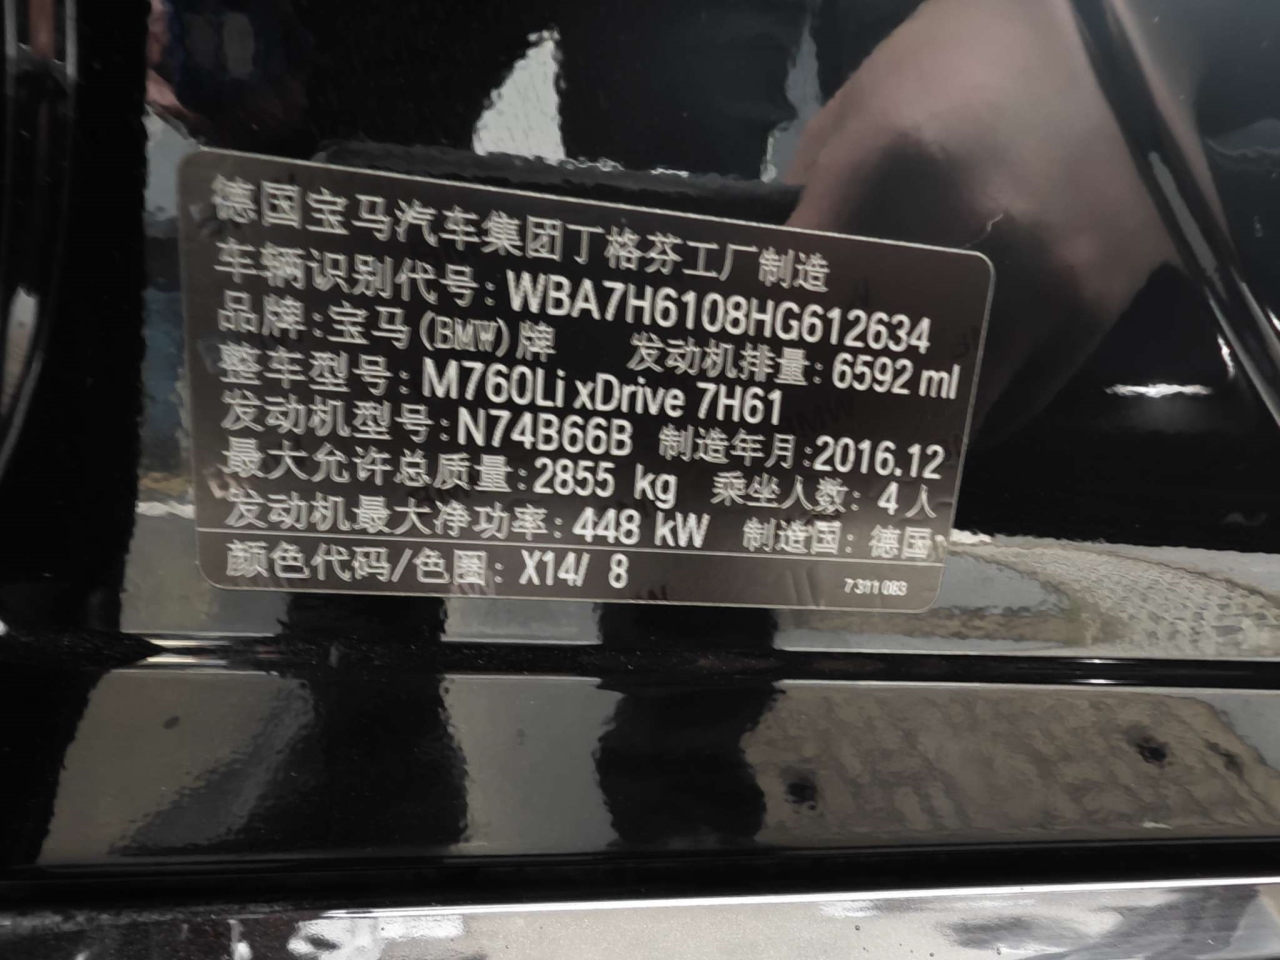 德国宝马汽车集团丁格芬工厂制造
车辆识别代号: WBA7H6108HG612634
品牌: 宝马(BMW)牌 发动机排量: 6592 ml
整车型号: M760Li xDrive 7H61
发动机型号: N74B66B 制造年月: 2016.12
最大允许总质量: 2855 kg 乘坐人数: 4人
发动机最大净功率: 448 kW 制造国: 德国
颜色代码/色圈: X14/ 8
7311083